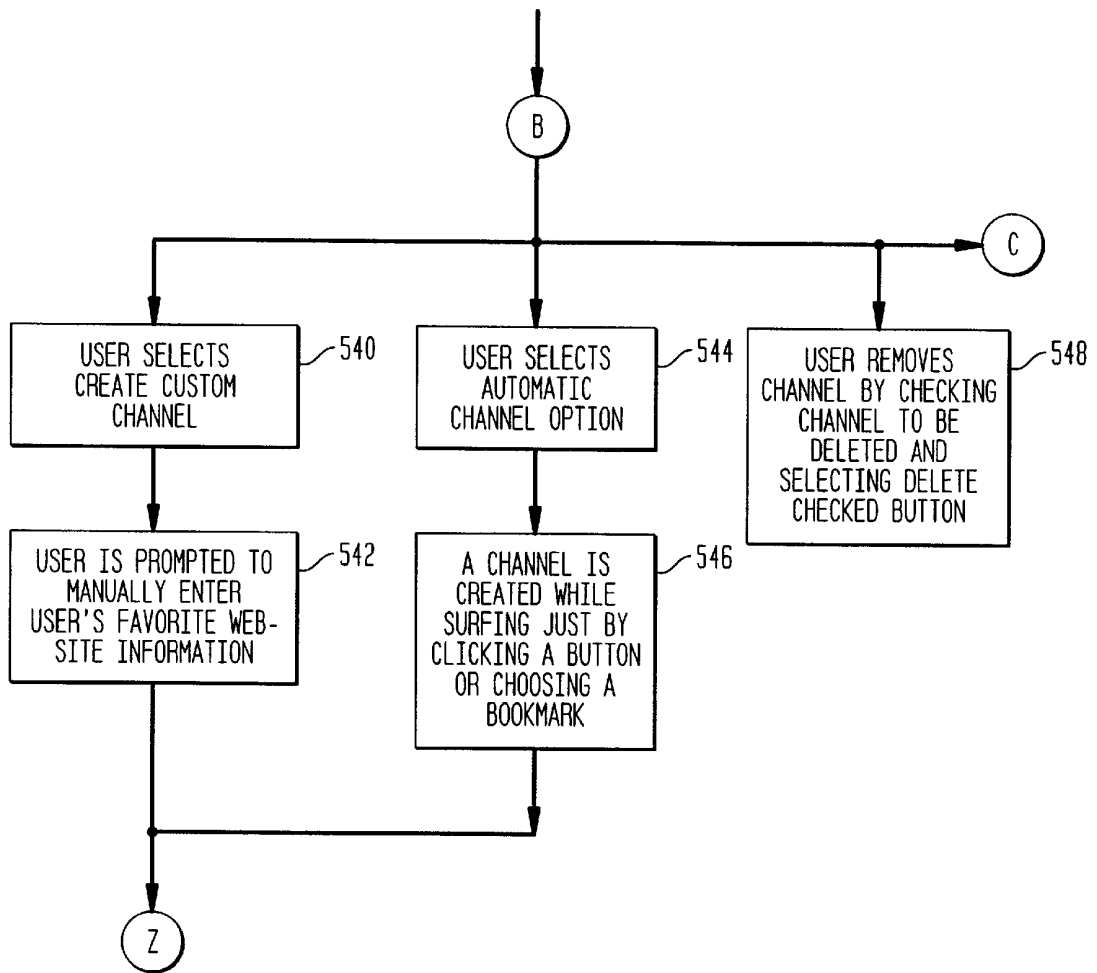 B
C
USER SELECTS
CREATE CUSTOM
CHANNEL
540
USER SELECTS
AUTOMATIC
CHANNEL OPTION
544
USER REMOVES
CHANNEL BY CHECKING
CHANNEL TO BE
DELETED AND
SELECTING DELETE
CHECKED BUTTON
548
USER IS PROMPTED TO
MANUALLY ENTER
USER'S FAVORITE WEB-
SITE INFORMATION
542
A CHANNEL IS
CREATED WHILE
SURFING JUST BY
CLICKING A BUTTON
OR CHOOSING A
BOOKMARK
546
Z